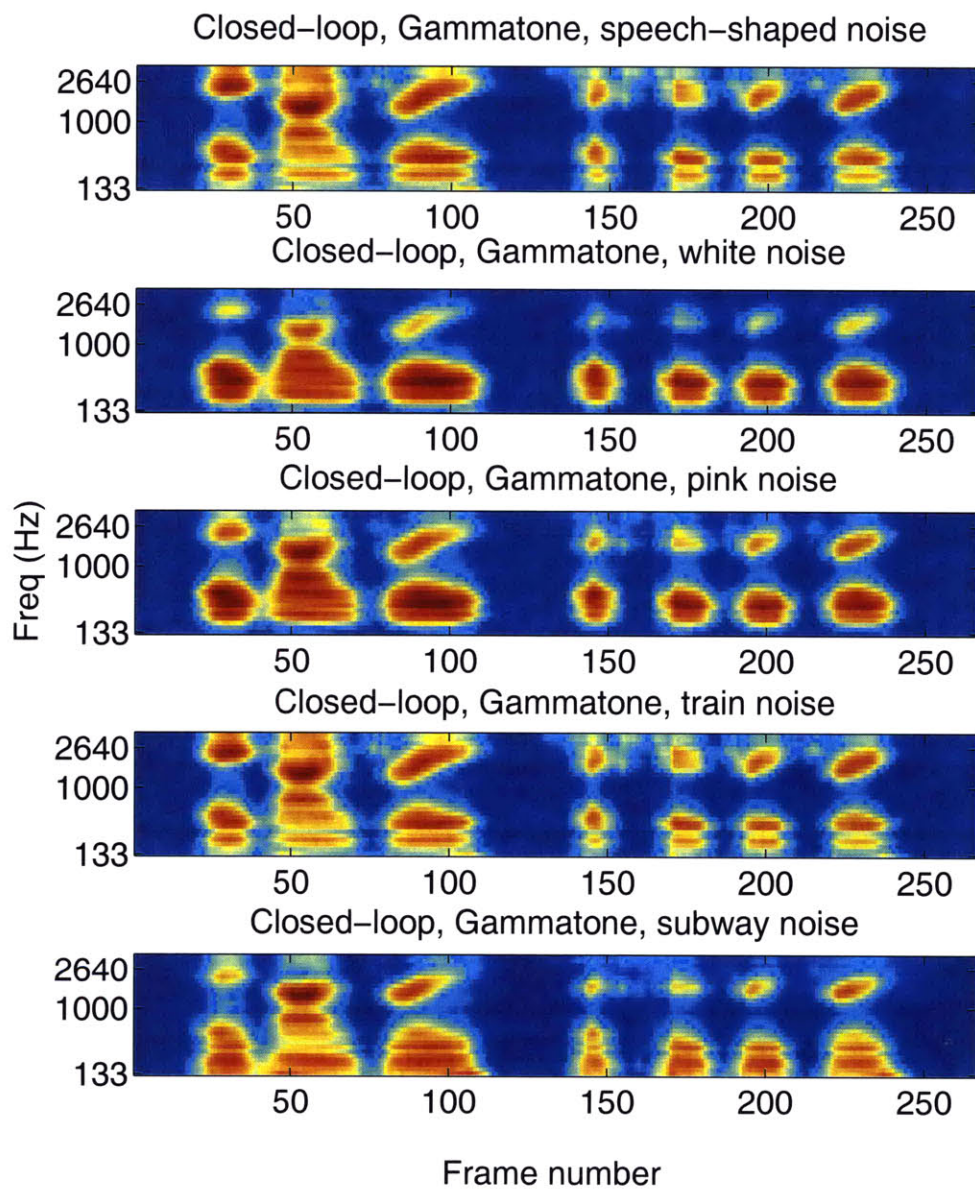 Closed-loop, Gammatone, speech-shaped noise
2640
1000
133
50 100 150 200 250
Closed-loop, Gammatone, white noise
2640
1000
133
50 100 150 200 250
Closed-loop, Gammatone, pink noise
2640
1000
133
50 100 150 200 250
Freq (Hz)
Closed-loop, Gammatone, train noise
2640
1000
133
50 100 150 200 250
Closed-loop, Gammatone, subway noise
2640
1000
133
50 100 150 200 250
Frame number